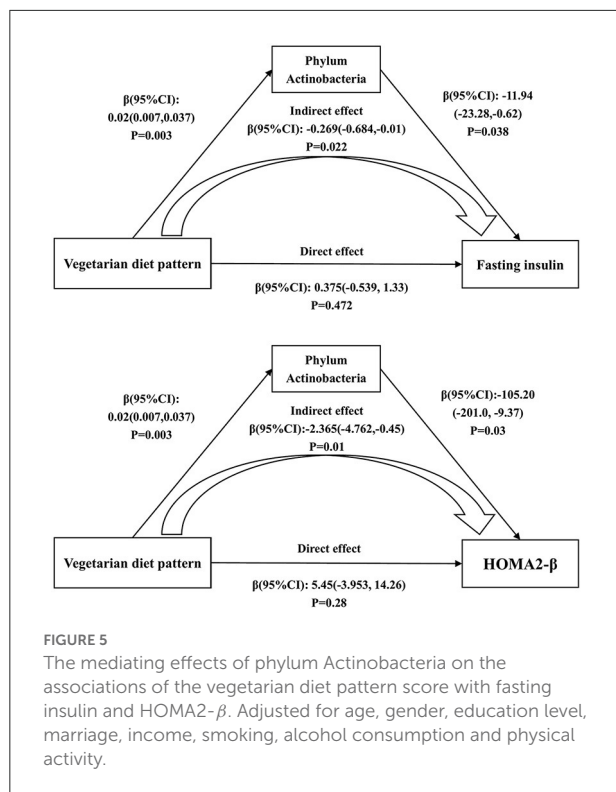 Phylum
Actinobacteria
β(95%CI):
0.02(0.007,0.037)
P=0.003
β(95%CI): -11.94
(-23.28,-0.62)
P=0.038
Indirect effect
β(95%CI): -0.269(-0.684,-0.01)
P=0.022
Vegetarian diet pattern
Direct effect
Fasting insulin
β(95%CI): 0.375(-0.539, 1.33)
P=0.472
Phylum
Actinobacteria
β(95%CI):
0.02(0.007,0.037)
P=0.003
β(95%CI):-105.20
(-201.0, -9.37)
P=0.03
Indirect effect
β(95%CI):-2.365(-4.762,-0.45)
P=0.01
Vegetarian diet pattern
Direct effect
HOMA2-β
β(95%CI): 5.45(-3.953, 14.26)
P=0.28
FIGURE 5
The mediating effects of phylum Actinobacteria on the
associations of the vegetarian diet pattern score with fasting
insulin and HOMA2-β. Adjusted for age, gender, education level,
marriage, income, smoking, alcohol consumption and physical
activity.